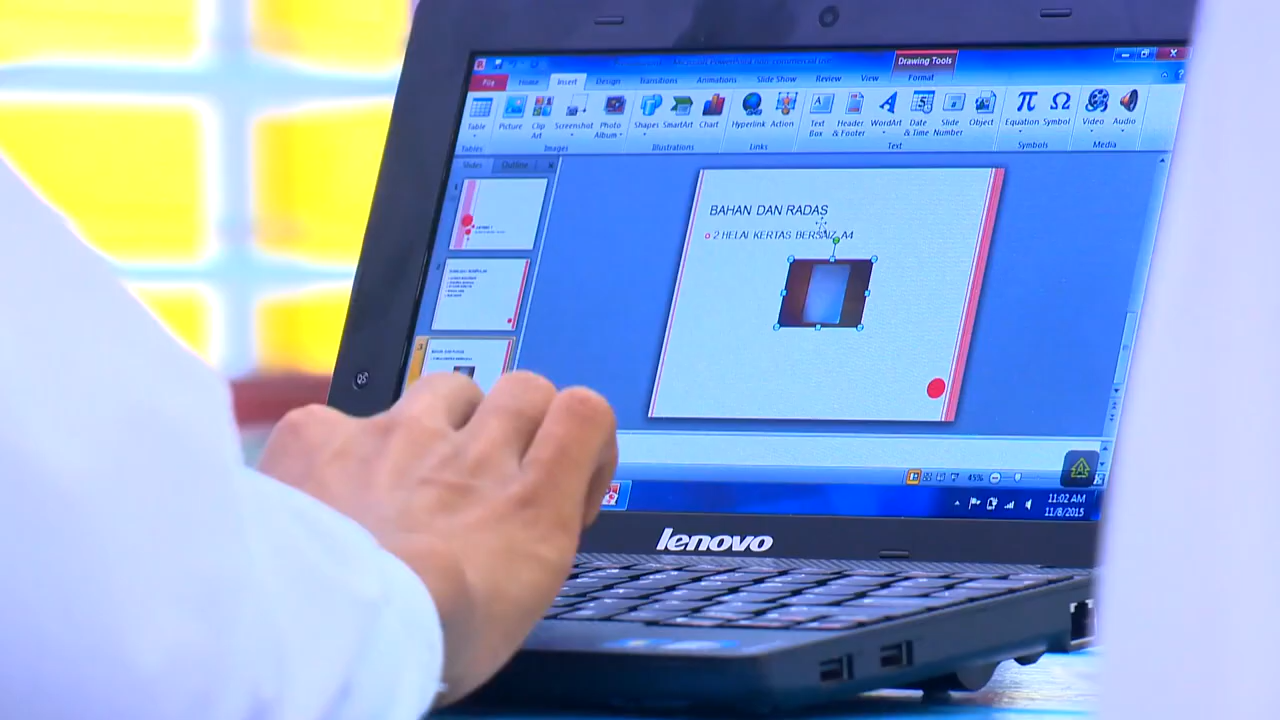 Drawing Tools
File Home Insert Design Transitions Animations Slide Show Review View Format
Table Picture Clip Art Screenshot Photo Album Shapes SmartArt Chart Hyperlink Action Text Box Header & Footer WordArt Date & Time Slide Number Object Equation Symbol Video Audio
Tables Images Illustrations Links Text Symbols Media
Slides Outline
BAHAN DAN RADAS
2 HELAI KERTAS BERSAIZ A4
45%
11:02 AM
11/8/2015
lenovo